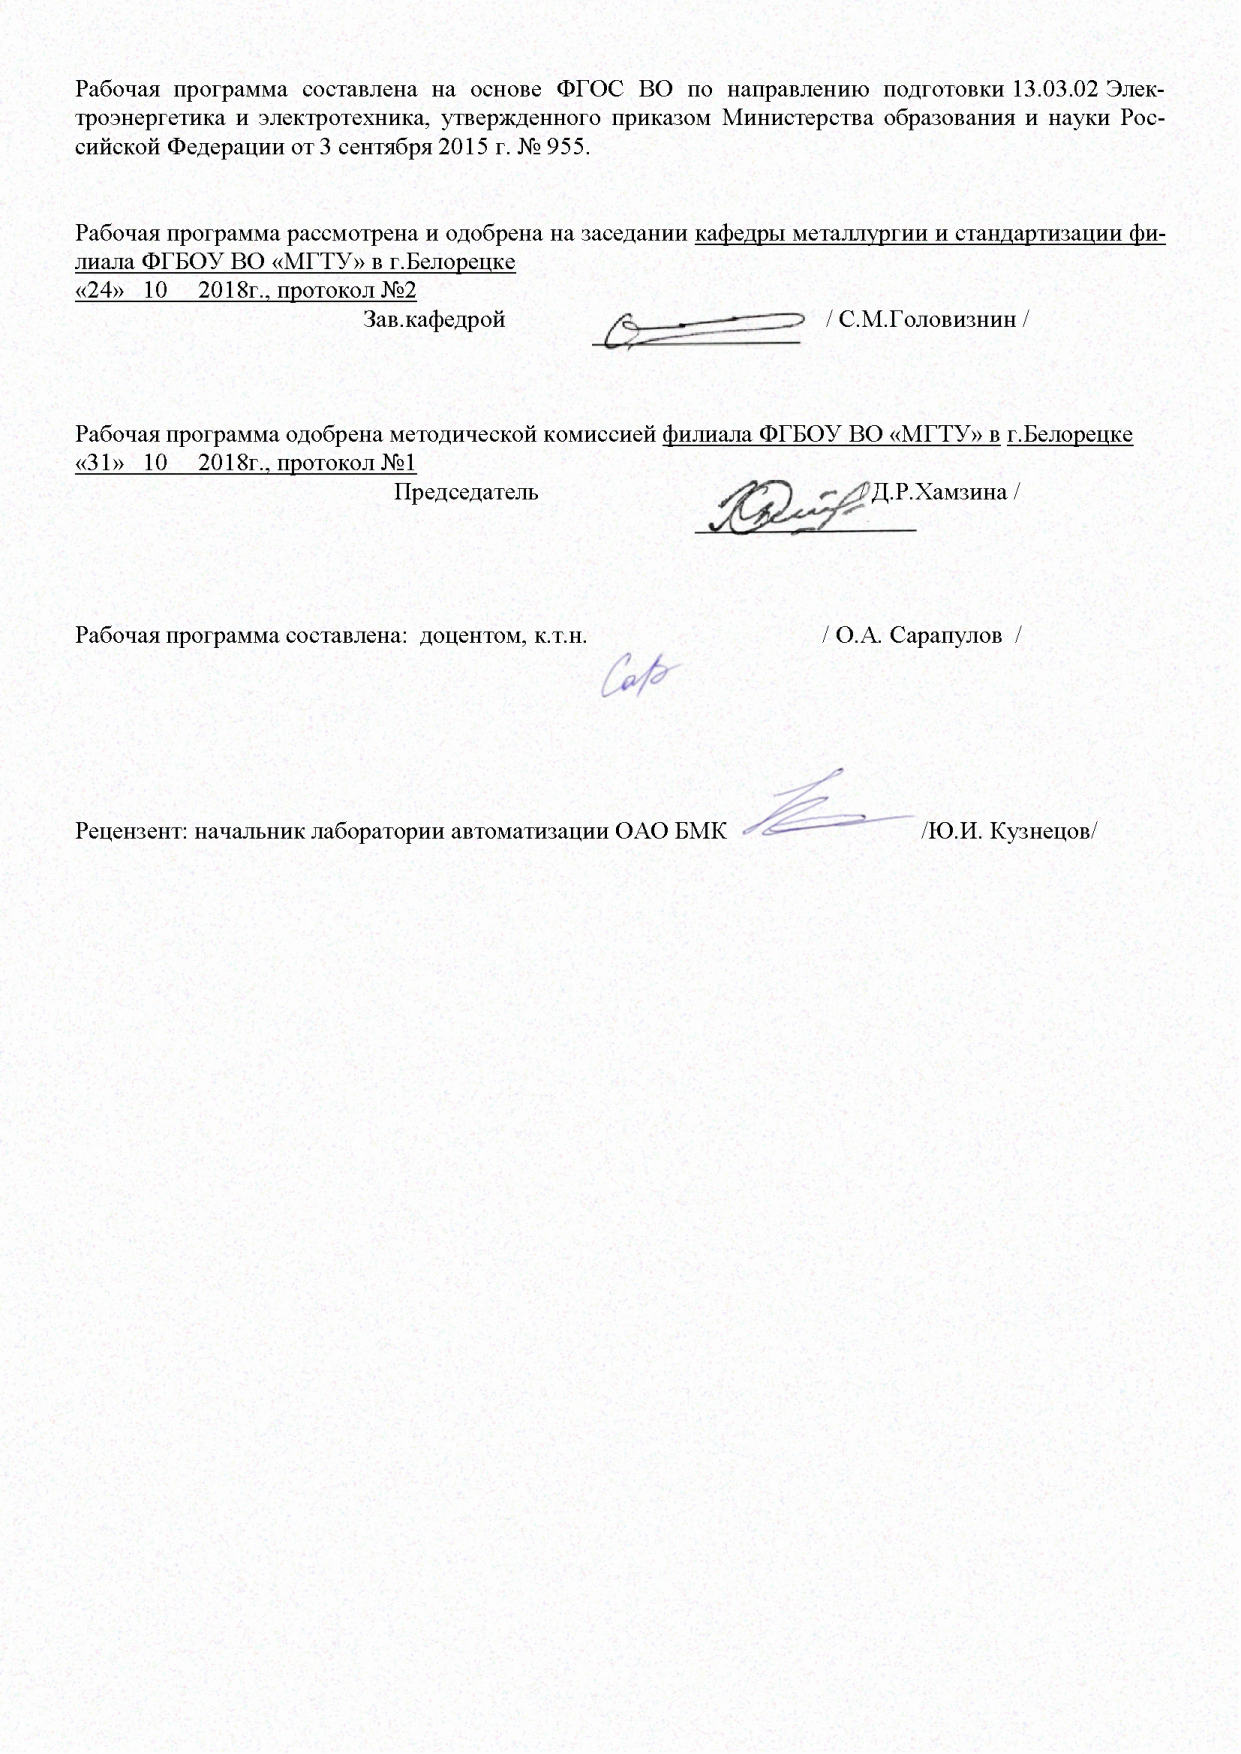 Рабочая программа составлена на основе ФГОС ВО по направлению подготовки 13.03.02 Элек-
троэнергетика и электротехника, утвержденного приказом Министерства образования и науки Рос-
сийской Федерации от 3 сентября 2015 г. № 955.
Рабочая программа рассмотрена и одобрена на заседании кафедры металлургии и стандартизации фи-
лиала ФГБОУ ВО «МГТУ» в г.Белорецке
«24» 10 2018г., протокол №2
Зав.кафедрой / С.М.Головизнин /
Рабочая программа одобрена методической комиссией филиала ФГБОУ ВО «МГТУ» в г.Белорецке
«31» 10 2018г., протокол №1
Председатель Д.Р.Хамзина /
Рабочая программа составлена: доцентом, к.т.н. / О.А. Сарапулов /
Рецензент: начальник лаборатории автоматизации ОАО БМК /Ю.И. Кузнецов/